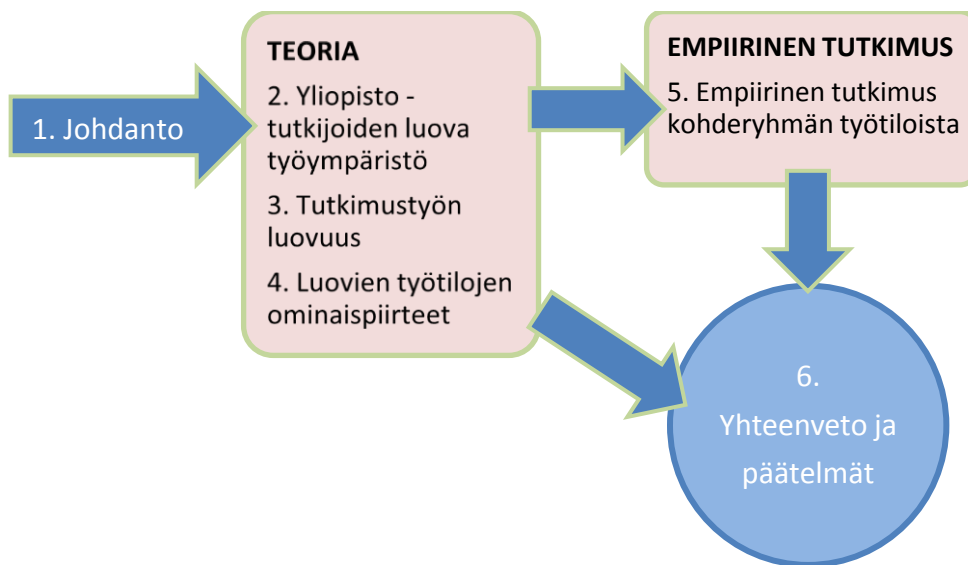 1. Johdanto
TEORIA
2. Yliopisto -
tutkijoiden luova
työympäristö
3. Tutkimustyön
luovuus
4. Luovien työtilojen
ominaispiirteet
EMPIIRINEN TUTKIMUS
5. Empiirinen tutkimus
kohderyhmän työtiloista
6.
Yhteenveto ja
päätelmät